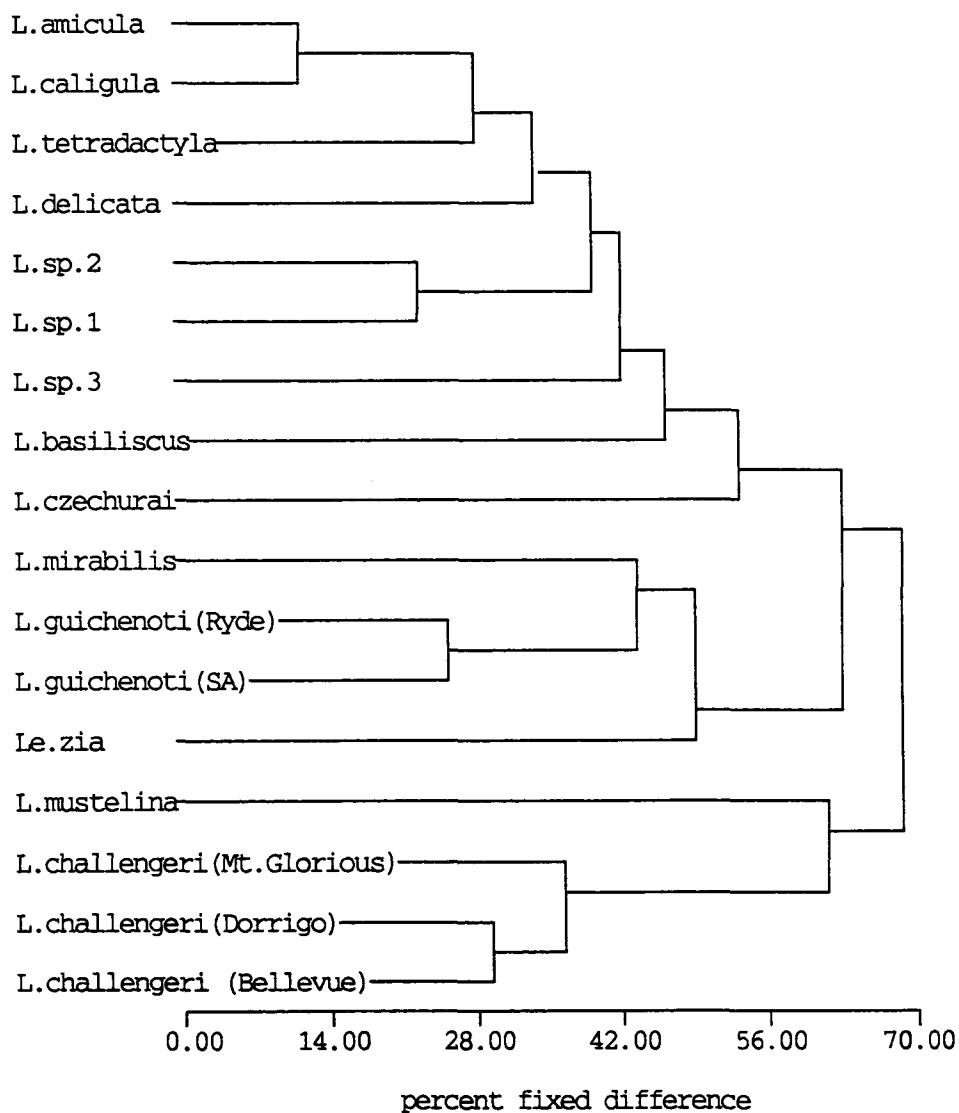 L.amicula
L.caligula
L.tetradactyla
L.delicata
L.sp.2
L.sp.1
L.sp.3
L.basiliscus
L.czechurai
L.mirabilis
L.guichenoti(Ryde)
L.guichenoti(SA)
Le.zia
L.mustelina
L.challengeri(Mt.Glorious)
L.challengeri(Dorrigo)
L.challengeri (Bellevue)
0.00 14.00 28.00 42.00 56.00 70.00
percent fixed difference